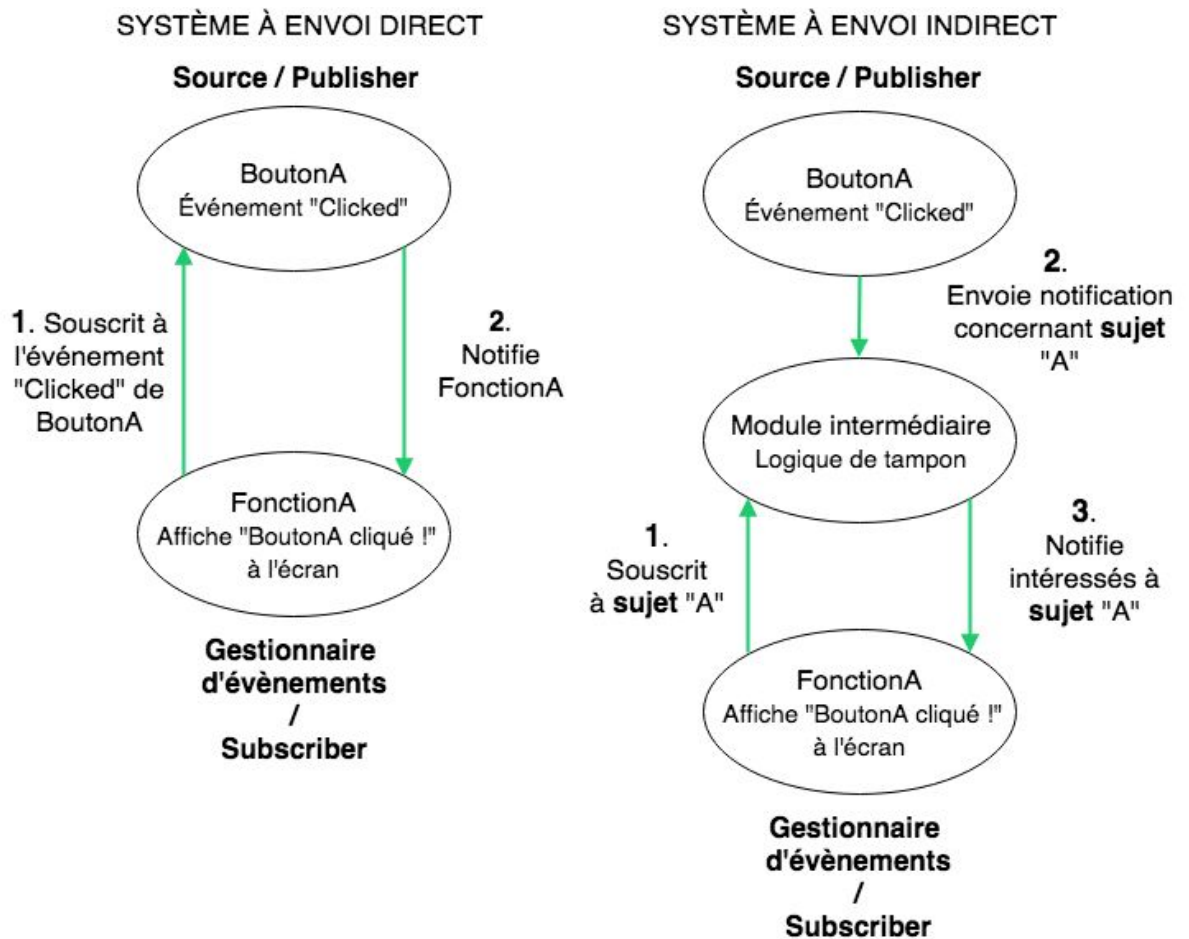 SYSTÈME À ENVOI DIRECT
Source / Publisher
BoutonA
Événement "Clicked"
1. Souscrit à
l'événement
"Clicked" de
BoutonA
2.
Notifie
FonctionA
FonctionA
Affiche "BoutonA cliqué !"
à l'écran
Gestionnaire
d'évènements
/
Subscriber
SYSTÈME À ENVOI INDIRECT
Source / Publisher
BoutonA
Événement "Clicked"
2.
Envoie notification
concernant sujet
"A"
Module intermédiaire
Logique de tampon
1.
Souscrit
à sujet "A"
3.
Notifie
intéressés à
sujet "A"
FonctionA
Affiche "BoutonA cliqué !"
à l'écran
Gestionnaire
d'évènements
/
Subscriber